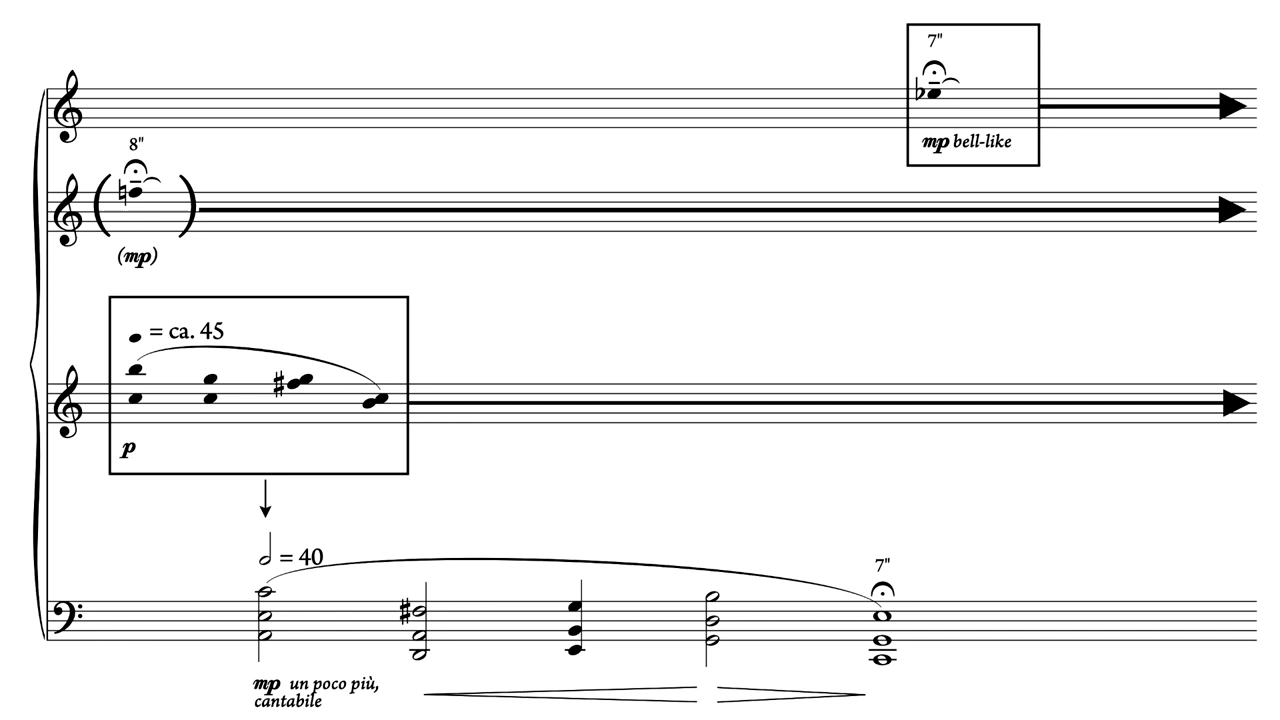 7"
mp bell-like
8"
(mp)
= ca. 45
p
= 40
7"
mp un poco più,
cantabile